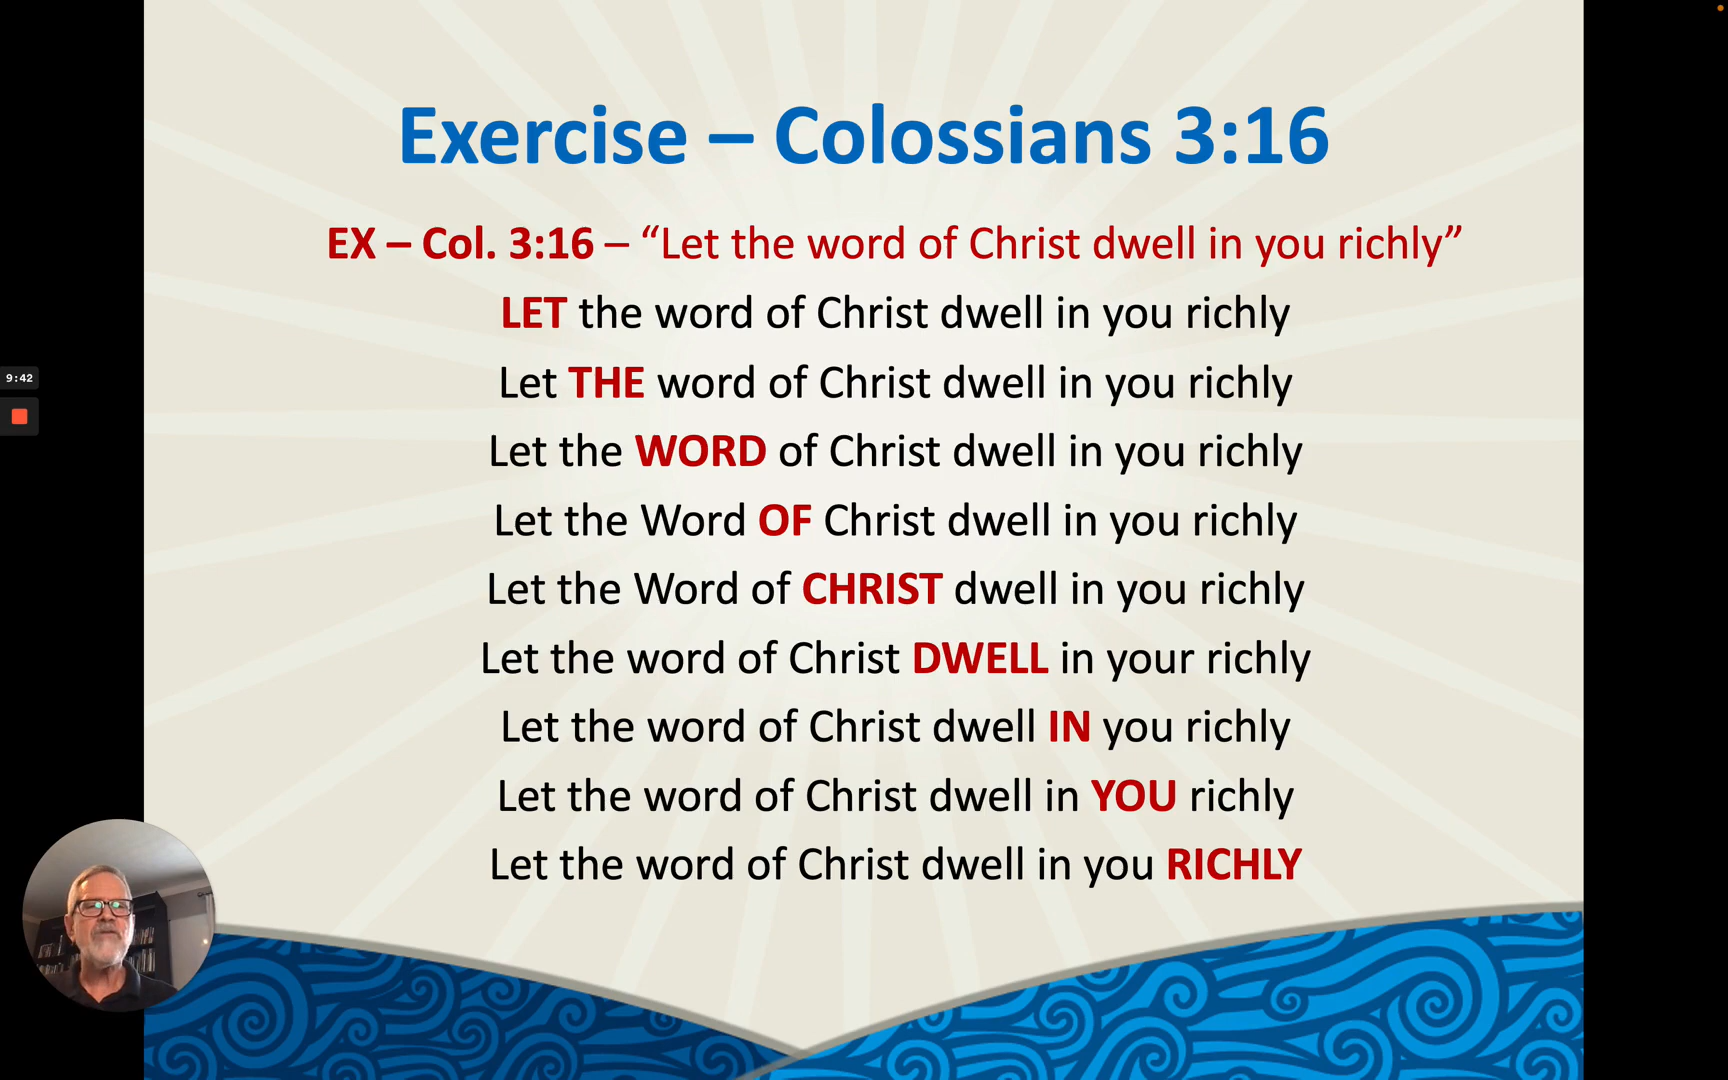 Exercise – Colossians 3:16
EX – Col. 3:16 – “Let the word of Christ dwell in you richly”
LET the word of Christ dwell in you richly
Let THE word of Christ dwell in you richly
9:42
Let the WORD of Christ dwell in you richly
Let the Word OF Christ dwell in you richly
Let the Word of CHRIST dwell in you richly
Let the word of Christ DWELL in your richly
Let the word of Christ dwell IN you richly
Let the word of Christ dwell in YOU richly
Let the word of Christ dwell in you RICHLY